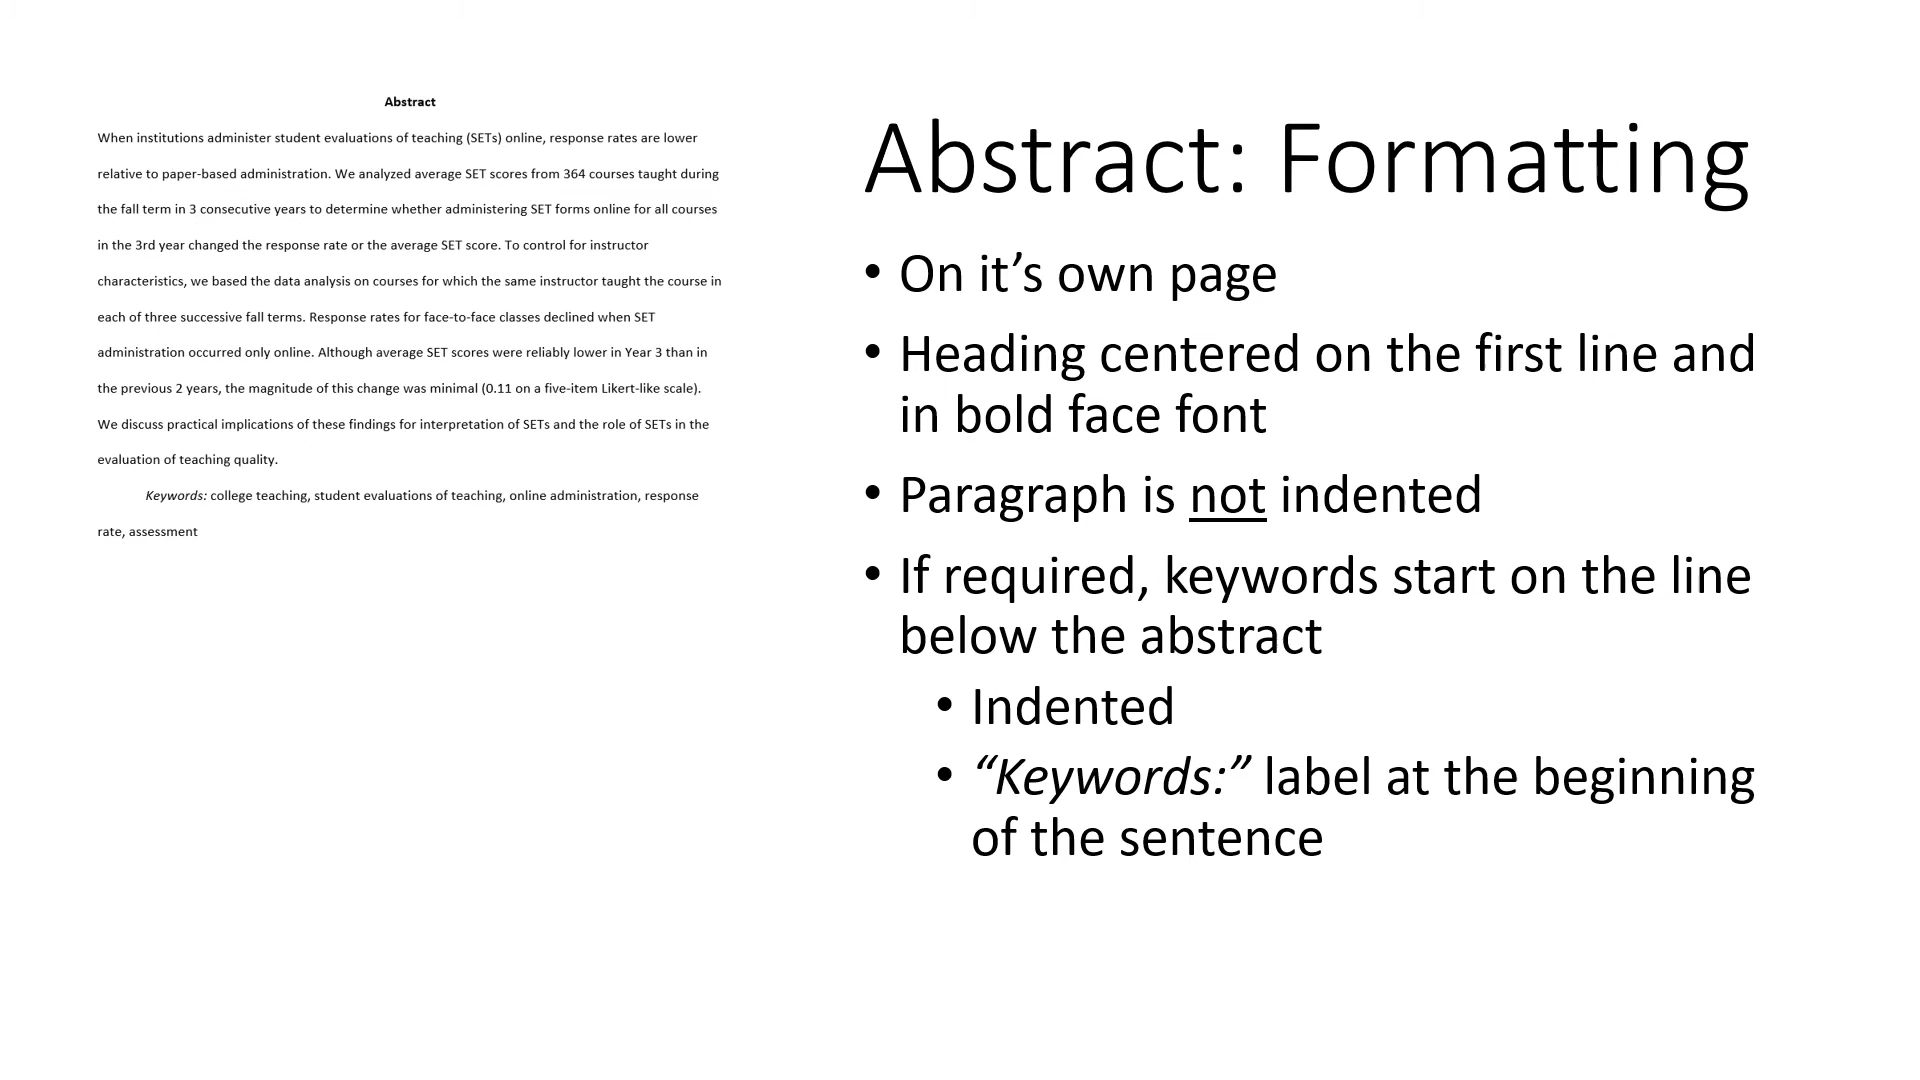 Abstract
When institutions administer student evaluations of teaching (SETs) online, response rates are lower
relative to paper-based administration. We analyzed average SET scores from 364 courses taught during
the fall term in 3 consecutive years to determine whether administering SET forms online for all courses
in the 3rd year changed the response rate or the average SET score. To control for instructor
characteristics, we based the data analysis on courses for which the same instructor taught the course in
each of three successive fall terms. Response rates for face-to-face classes declined when SET
administration occurred only online. Although average SET scores were reliably lower in Year 3 than in
the previous 2 years, the magnitude of this change was minimal (0.11 on a five-item Likert-like scale).
We discuss practical implications of these findings for interpretation of SETs and the role of SETs in the
evaluation of teaching quality.
Keywords: college teaching, student evaluations of teaching, online administration, response
rate, assessment
Abstract: Formatting
• On it’s own page
• Heading centered on the first line and
in bold face font
• Paragraph is not indented
• If required, keywords start on the line
below the abstract
• Indented
• “Keywords:” label at the beginning
of the sentence